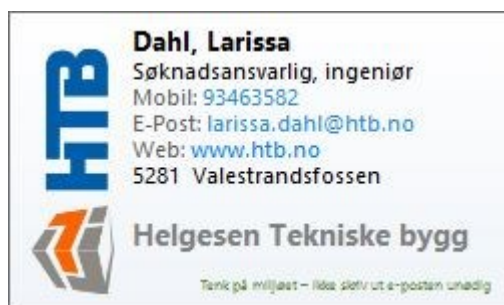 HTB
Dahl, Larissa
Søknadsansvarlig, ingeniør
Mobil: 93463582
E-Post: larissa.dahl@htb.no
Web: www.htb.no
5281 Valestrandsfossen
Helgesen Tekniske bygg
Tenk på miljøet – ikke skriv ut e-posten unødig